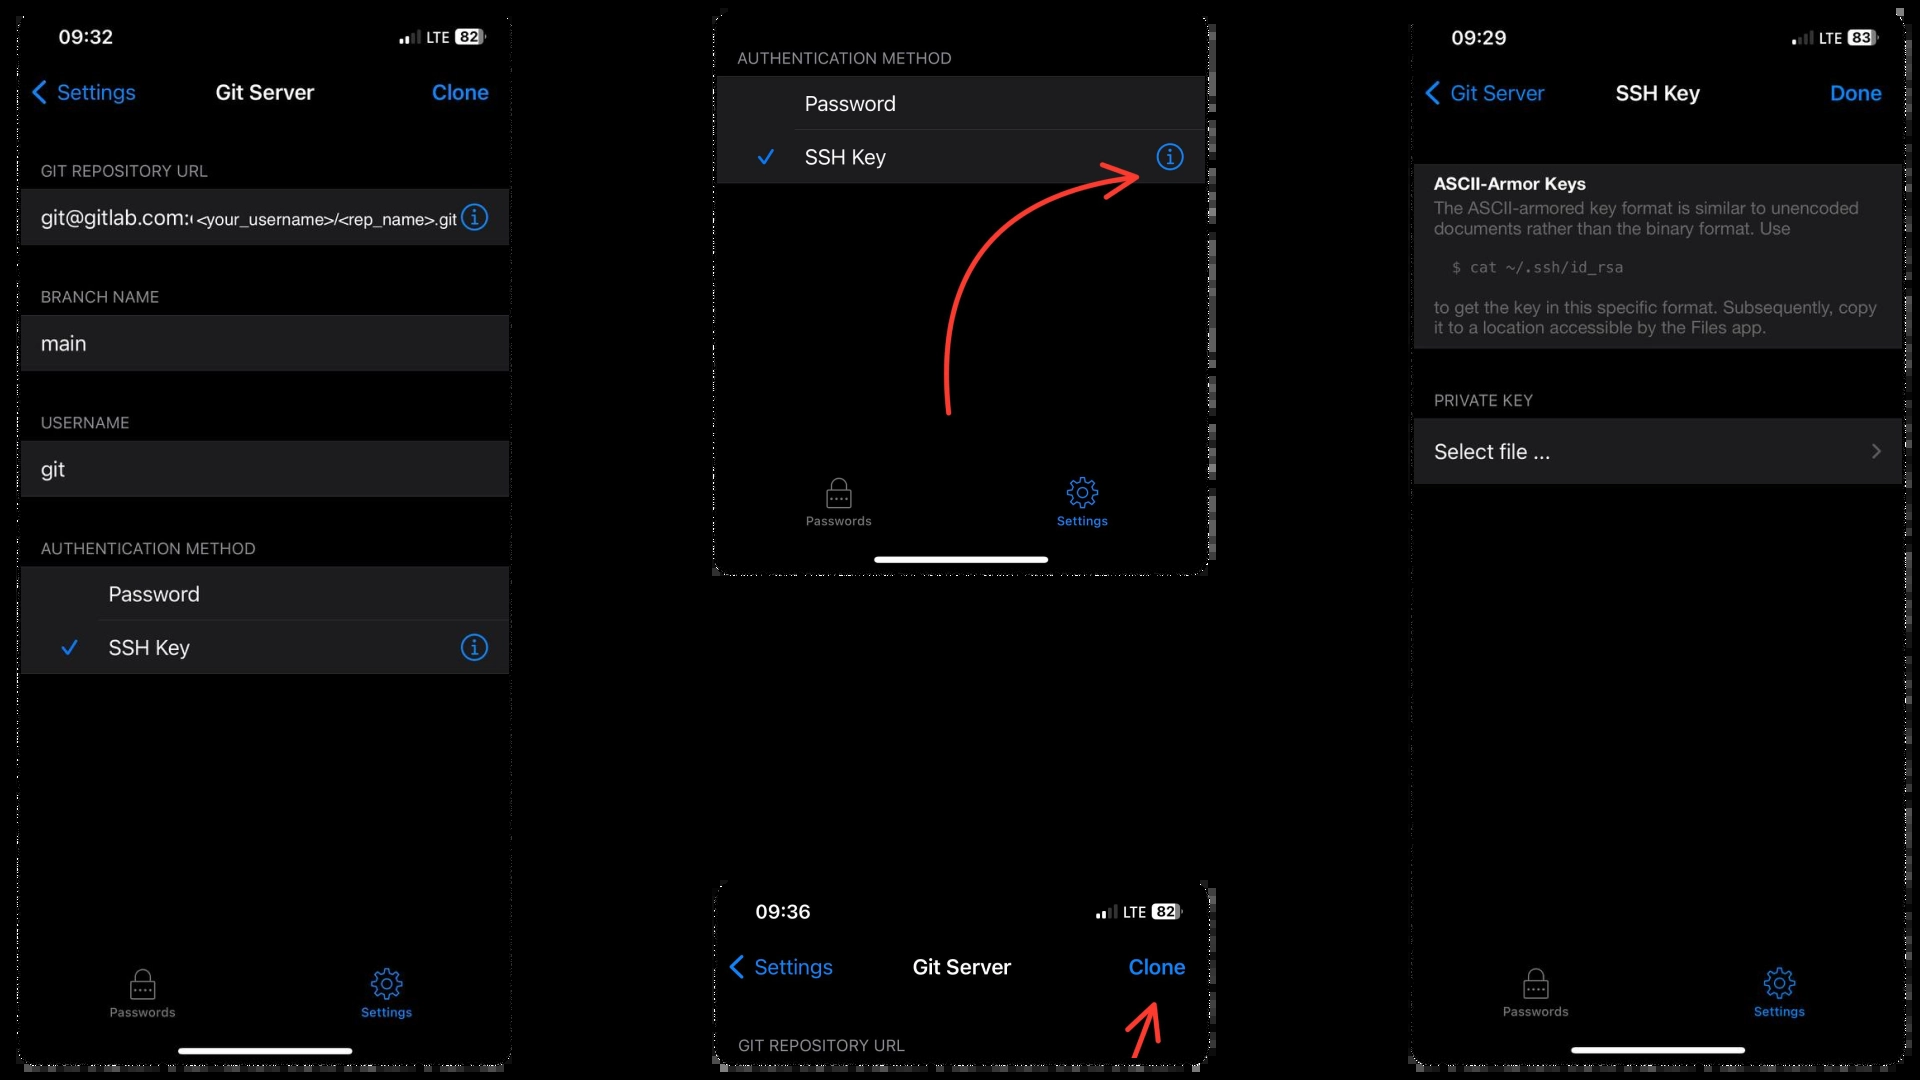 09:32
LTE 82
Settings
Git Server
Clone
GIT REPOSITORY URL
git@gitlab.com: <your_username>/<rep_name>.git
BRANCH NAME
main
USERNAME
git
AUTHENTICATION METHOD
Password
SSH Key
Passwords
Settings
AUTHENTICATION METHOD
Password
SSH Key
Passwords
Settings
09:36
LTE 82
Settings
Git Server
Clone
GIT REPOSITORY URL
09:29
LTE 83
Git Server
SSH Key
Done
ASCII-Armor Keys
The ASCII-armored key format is similar to unencoded
documents rather than the binary format. Use
$ cat ~/.ssh/id_rsa
to get the key in this specific format. Subsequently, copy
it to a location accessible by the Files app.
PRIVATE KEY
Select file ...
Passwords
Settings